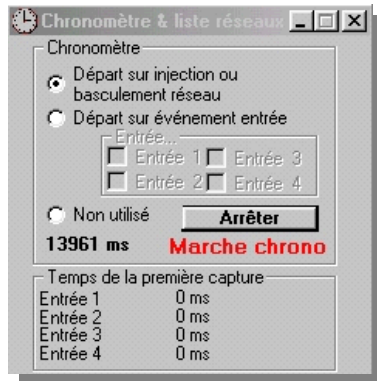 Chronomètre & liste réseaux
Chronomètre
Départ sur injection ou
basculement réseau
Départ sur événement entrée
Entrée...
Entrée 1 Entrée 3
Entrée 2 Entrée 4
Non utilisé Arrêter
13961 ms Marche chrono
Temps de la première capture
Entrée 1 0 ms
Entrée 2 0 ms
Entrée 3 0 ms
Entrée 4 0 ms